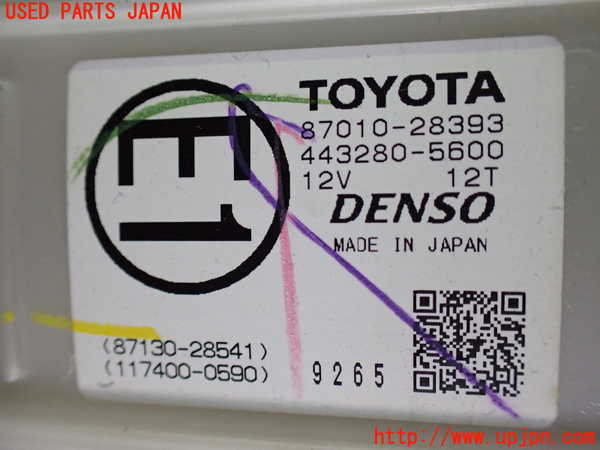 USED PARTS JAPAN
E1
TOYOTA
87010-28393
443280-5600
12V 12T
DENSO
MADE IN JAPAN
(87130-28541)
(117400-0590)
9265
http://www.upjpn.com/